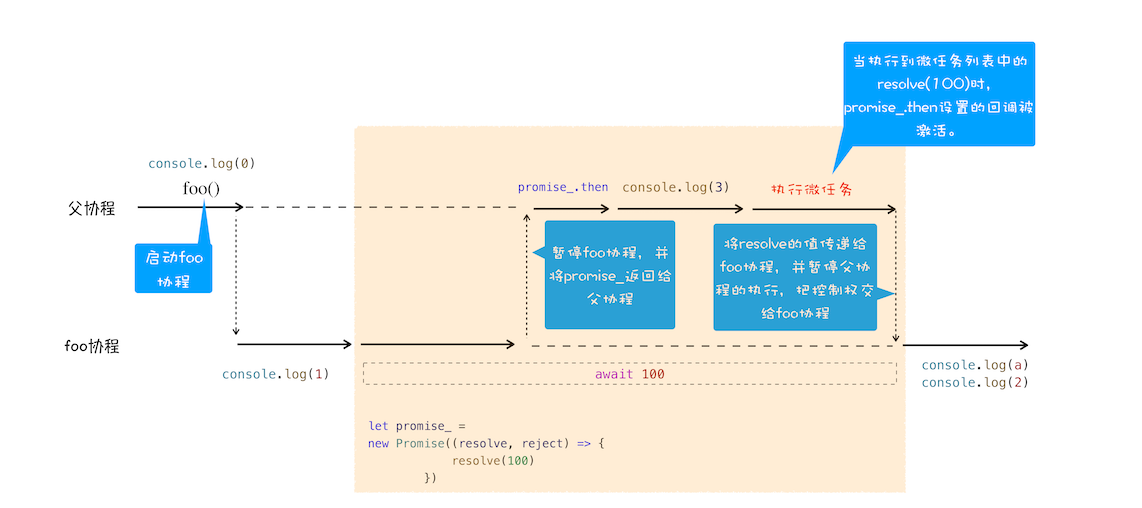 当执行到微任务列表中的
resolve(100)时，
promise_.then设置的回调被
激活。
console.log(0)
foo()
父协程
启动foo
协程
promise_.then
console.log(3)
执行微任务
暂停foo协程，并
将promise_返回给
父协程
将resolve的值传递给
foo协程，并暂停父协
程的执行，把控制权交
给foo协程
foo协程
console.log(1)
await 100
console.log(a)
console.log(2)
let promise_ =
new Promise((resolve, reject) => {
resolve(100)
})